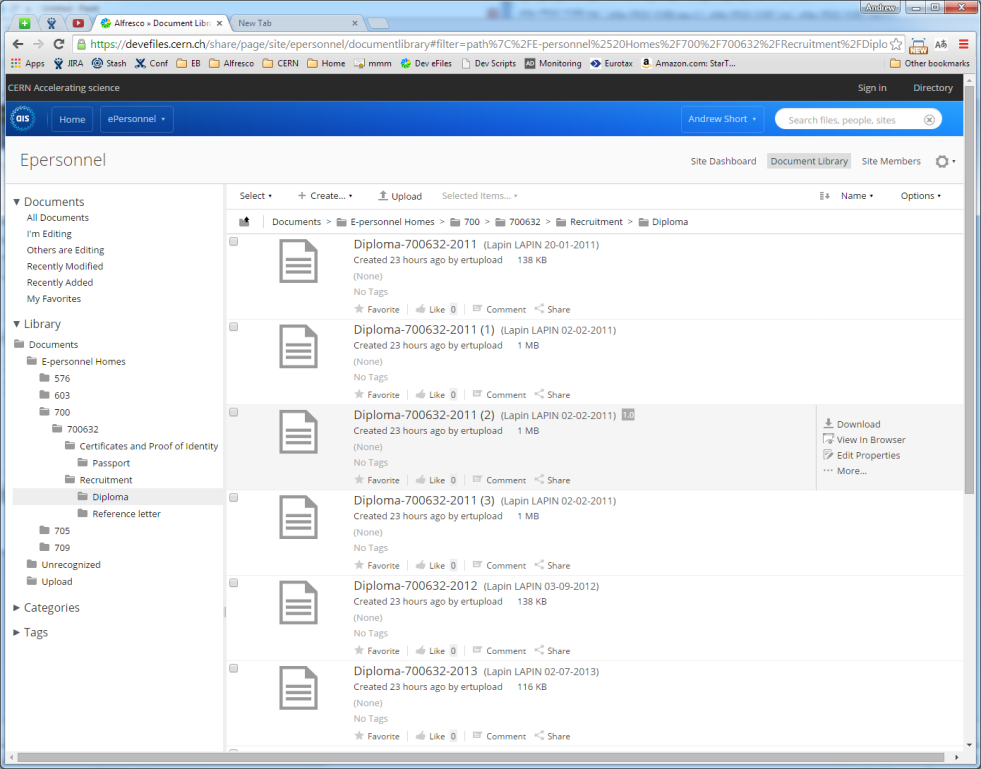 Andrew
Alfresco » Document Libr
New Tab
https://devefiles.cern.ch/share/page/site/epersonnel/documentlibrary#filter=path%7C%2FE-personnel%2520Homes%2F700%2F700632%2FRecruitment%2FDiplo
NEW
Apps JIRA Stash Conf EB Alfresco CERN Home mmm Dev eFiles Dev Scripts AD Monitoring Eurotax a Amazon.com: StarT... Other bookmarks
CERN Accelerating science Sign in Directory
ais Home ePersonnel Andrew Short Search files, people, sites
Epersonnel Site Dashboard Document Library Site Members
Select + Create... Upload Selected Items... Name Options
Documents > E-personnel Homes > 700 > 700632 > Recruitment > Diploma
Documents
All Documents
I'm Editing
Others are Editing
Recently Modified
Recently Added
My Favorites
Library
Documents
E-personnel Homes
576
603
700
700632
Certificates and Proof of Identity
Passport
Recruitment
Diploma
Reference letter
705
709
Unrecognized
Upload
Categories
Tags
Diploma-700632-2011 (Lapin LAPIN 20-01-2011)
Created 23 hours ago by ertupload 138 KB
(None)
No Tags
Favorite Like 0 Comment Share
Diploma-700632-2011 (1) (Lapin LAPIN 02-02-2011)
Created 23 hours ago by ertupload 1 MB
(None)
No Tags
Favorite Like 0 Comment Share
Diploma-700632-2011 (2) (Lapin LAPIN 02-02-2011) 1.0
Created 23 hours ago by ertupload 1 MB
(None)
No Tags
Favorite Like 0 Comment Share
Download
View In Browser
Edit Properties
More...
Diploma-700632-2011 (3) (Lapin LAPIN 02-02-2011)
Created 23 hours ago by ertupload 1 MB
(None)
No Tags
Favorite Like 0 Comment Share
Diploma-700632-2012 (Lapin LAPIN 03-09-2012)
Created 23 hours ago by ertupload 138 KB
(None)
No Tags
Favorite Like 0 Comment Share
Diploma-700632-2013 (Lapin LAPIN 02-07-2013)
Created 23 hours ago by ertupload 116 KB
(None)
No Tags
Favorite Like 0 Comment Share